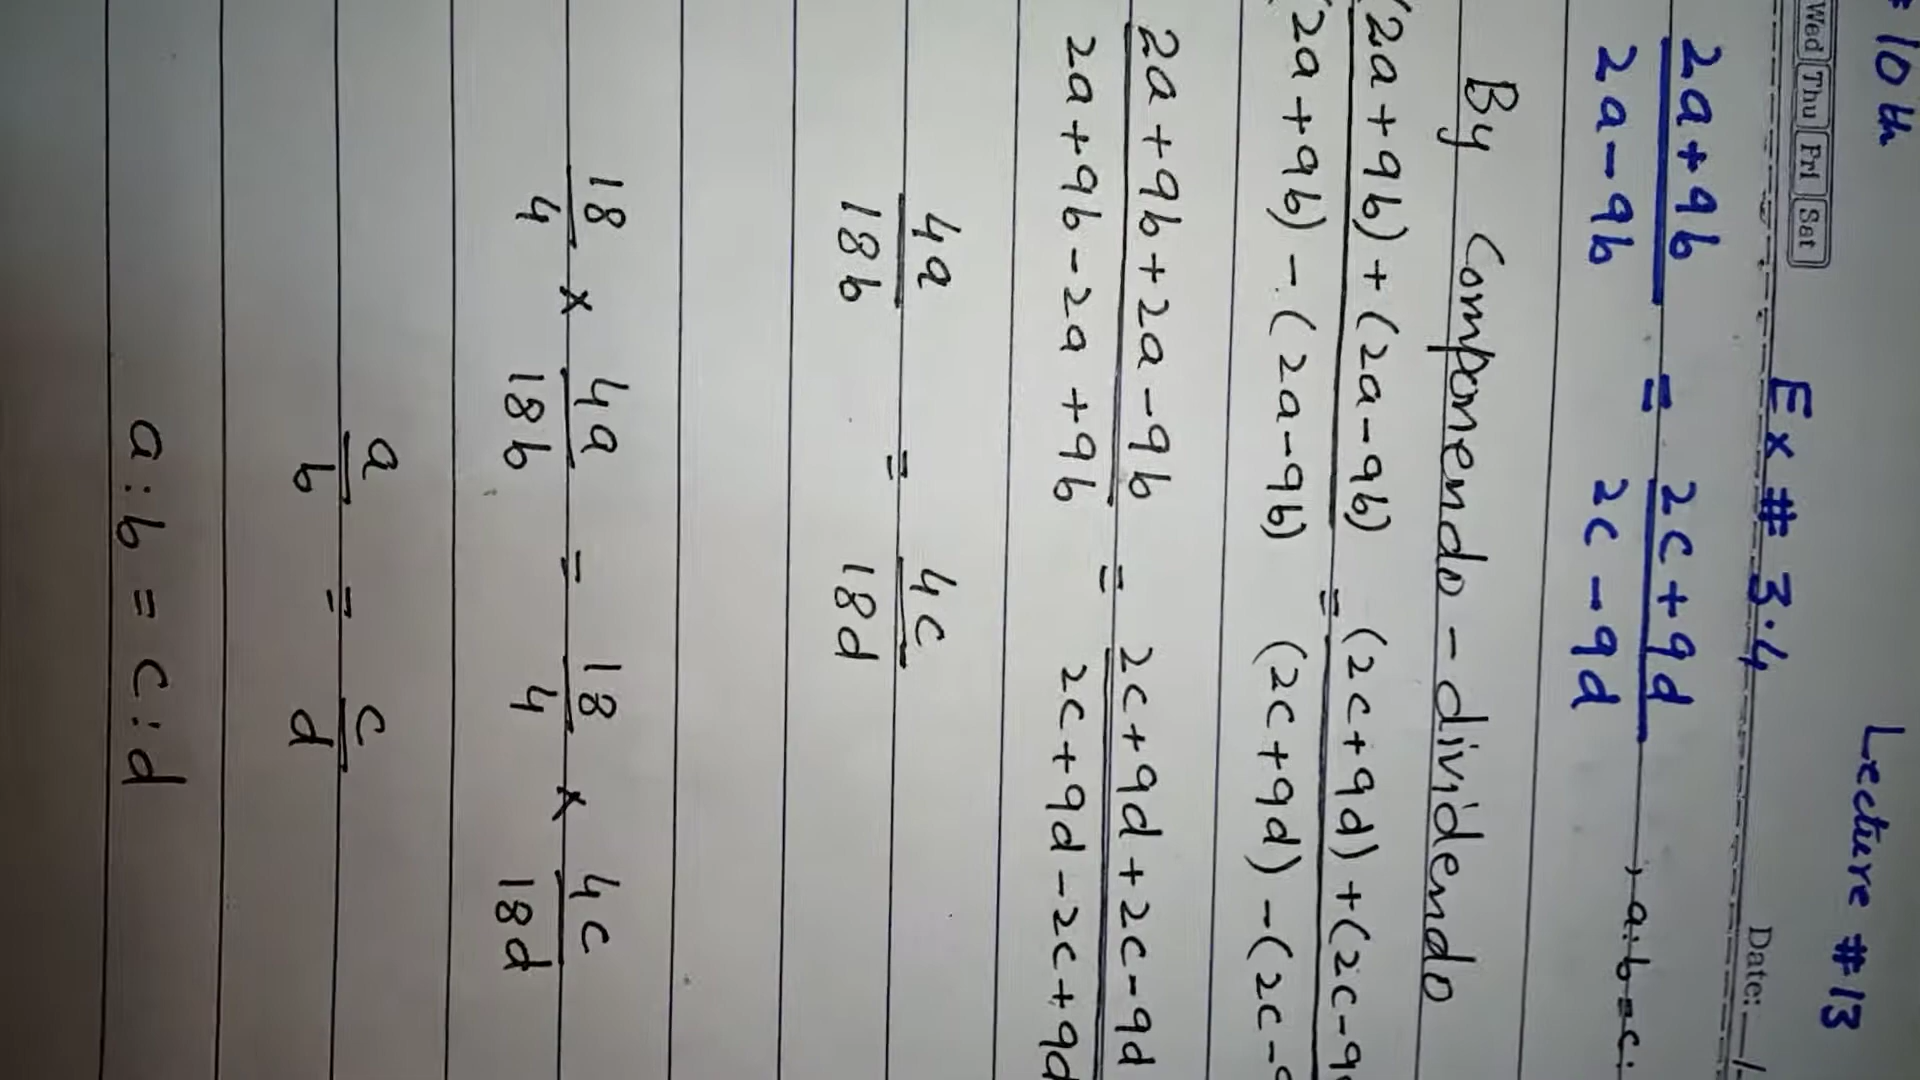 10th Lecture #13
Wed Thu Fri Sat Date:
Ex # 3.4
2a+9b / 2a-9b = 2c+9d / 2c-9d , a:b=c:
By Componendo-dividendo
(2a+9b)+(2a-9b) / (2a+9b)-(2a-9b) = (2c+9d)+(2c-9 / (2c+9d)-(2c-
2a+9b+2a-9b / 2a+9b-2a+9b = 2c+9d+2c-9d / 2c+9d-2c+9d
4a / 18b = 4c / 18d
18 / 4 × 4a / 18b = 18 / 4 × 4c / 18d
a / b = c / d
a:b = c:d